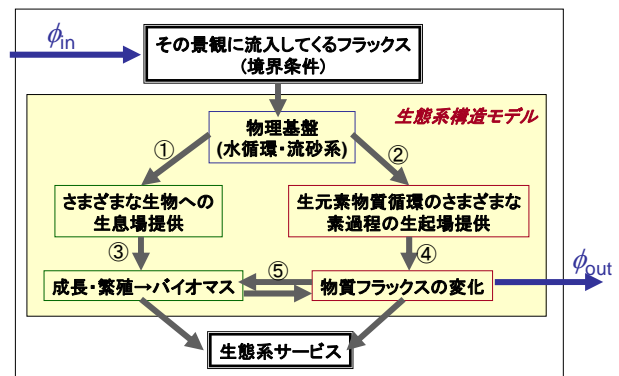 ϕin
その景観に流入してくるフラックス
(境界条件)
生態系構造モデル
物理基盤
(水循環・流砂系)
①
②
さまざまな生物への
生息場提供
生元素物質循環のさまざまな
素過程の生起場提供
③
④
⑤
成長・繁殖→バイオマス
物質フラックスの変化
ϕout
生態系サービス